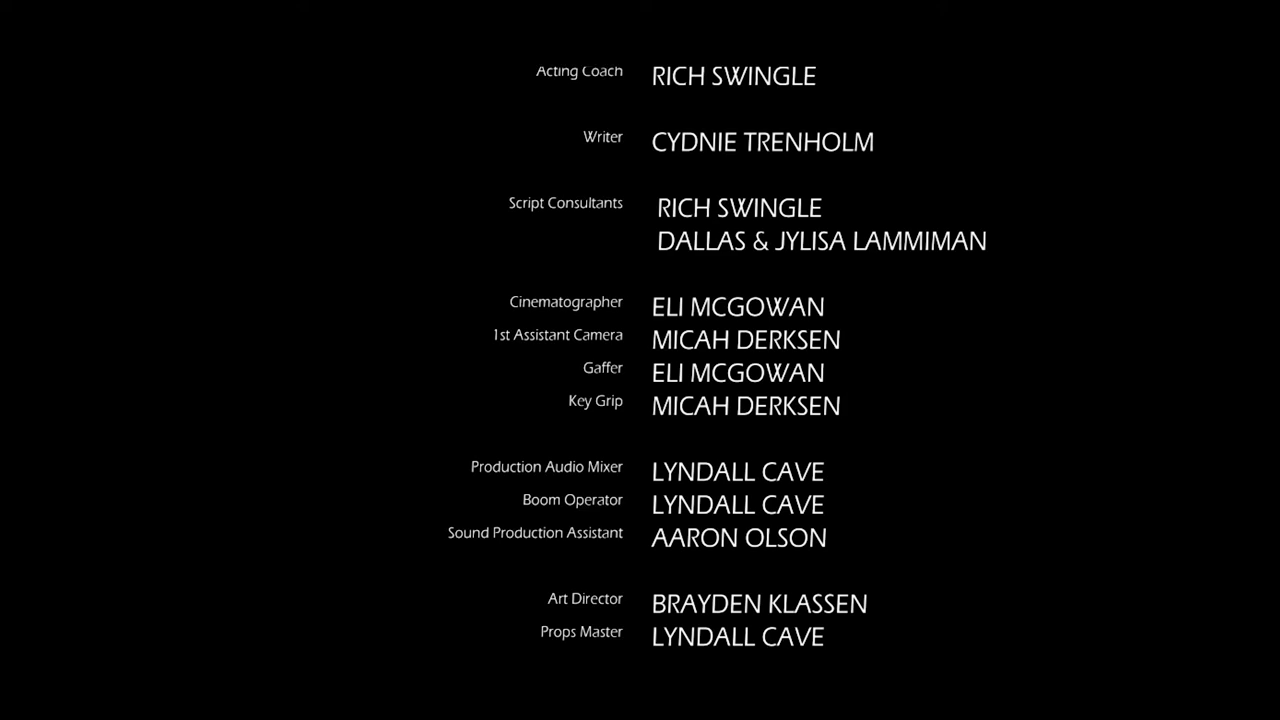 Acting Coach RICH SWINGLE
Writer CYDNIE TRENHOLM
Script Consultants RICH SWINGLE
DALLAS & JYLISA LAMMIMAN
Cinematographer ELI MCGOWAN
1st Assistant Camera MICAH DERKSEN
Gaffer ELI MCGOWAN
Key Grip MICAH DERKSEN
Production Audio Mixer LYNDALL CAVE
Boom Operator LYNDALL CAVE
Sound Production Assistant AARON OLSON
Art Director BRAYDEN KLASSEN
Props Master LYNDALL CAVE